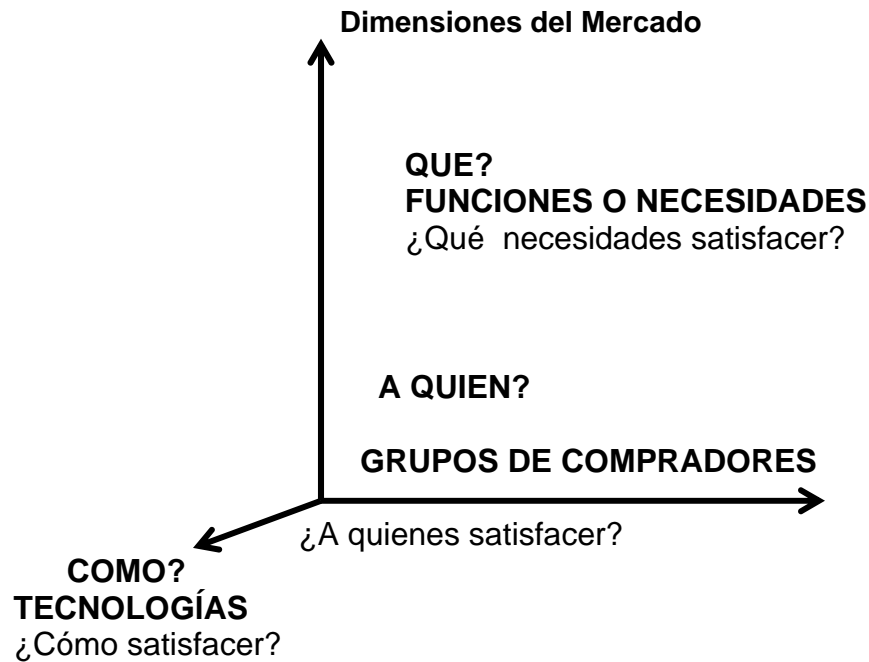 Dimensiones del Mercado
QUE?
FUNCIONES O NECESIDADES
¿Qué necesidades satisfacer?
A QUIEN?
GRUPOS DE COMPRADORES
¿A quienes satisfacer?
COMO?
TECNOLOGÍAS
¿Cómo satisfacer?